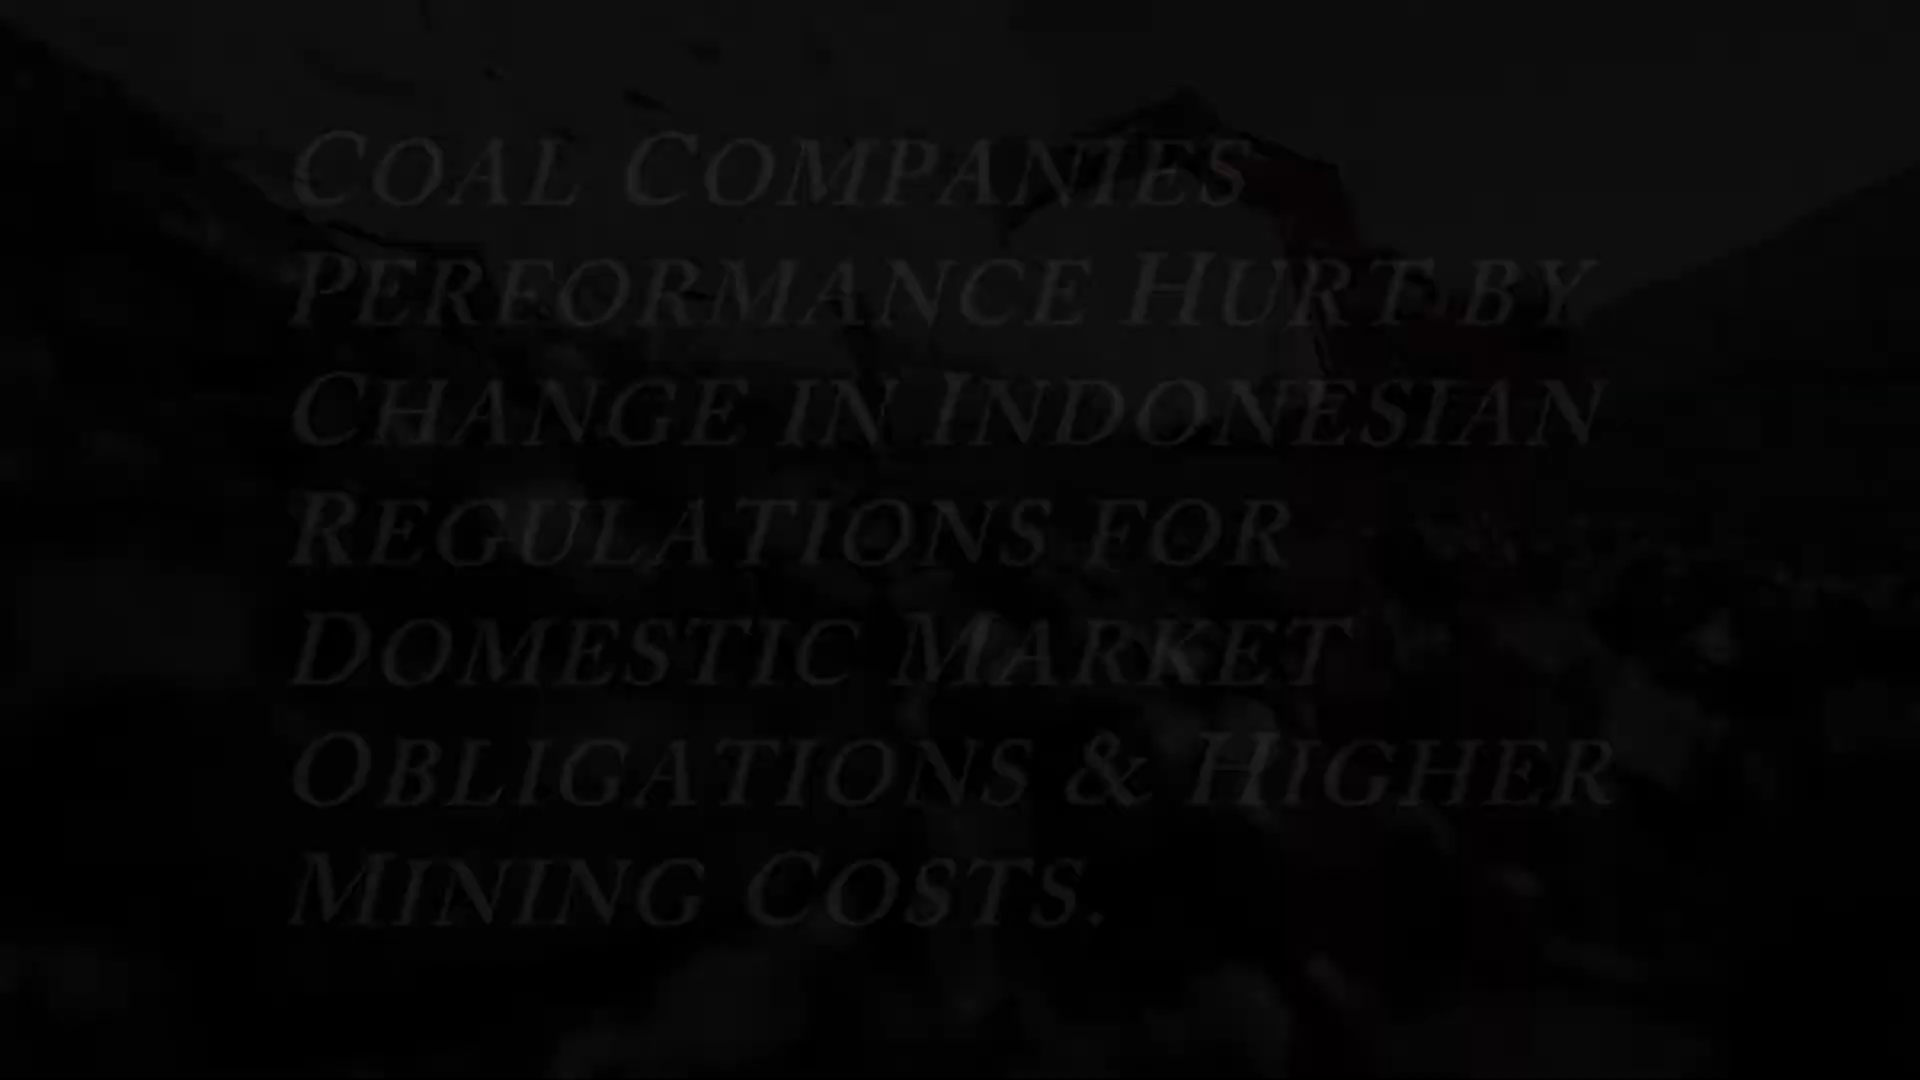 COAL COMPANIES
PERFORMANCE HURT BY
CHANGE IN INDONESIAN
REGULATIONS FOR
DOMESTIC MARKET
OBLIGATIONS & HIGHER
MINING COSTS.